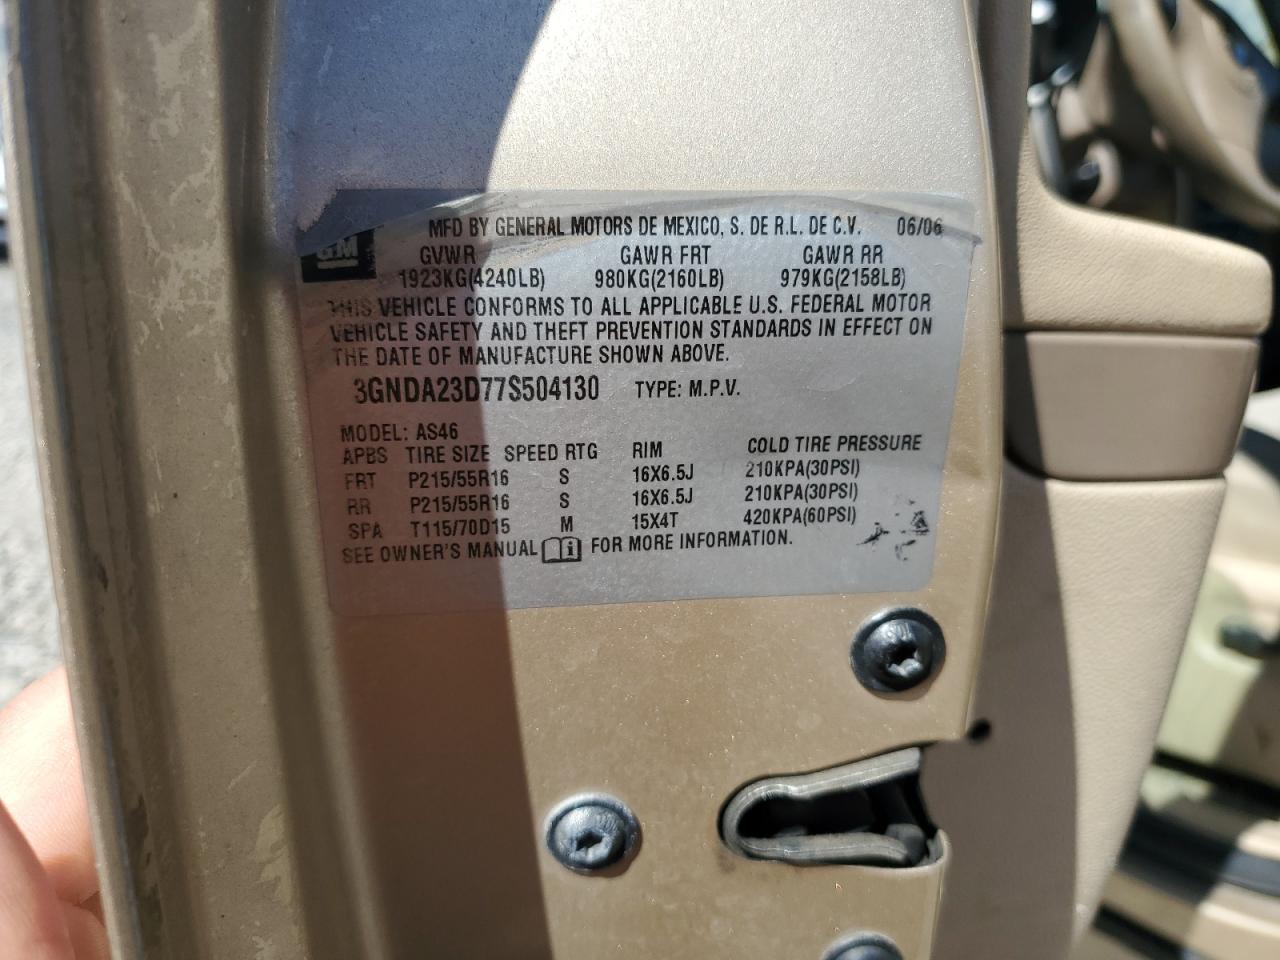 GM
MFD BY GENERAL MOTORS DE MEXICO, S. DE R.L. DE C.V. 06/06
GVWR GAWR FRT GAWR RR
1923KG(4240LB) 980KG(2160LB) 979KG(2158LB)
THIS VEHICLE CONFORMS TO ALL APPLICABLE U.S. FEDERAL MOTOR
VEHICLE SAFETY AND THEFT PREVENTION STANDARDS IN EFFECT ON
THE DATE OF MANUFACTURE SHOWN ABOVE.
3GNDA23D77S504130 TYPE: M.P.V.
MODEL: AS46
APBS TIRE SIZE SPEED RTG RIM COLD TIRE PRESSURE
FRT P215/55R16 S 16X6.5J 210KPA(30PSI)
RR P215/55R16 S 16X6.5J 210KPA(30PSI)
SPA T115/70D15 M 15X4T 420KPA(60PSI)
SEE OWNER'S MANUAL i FOR MORE INFORMATION.